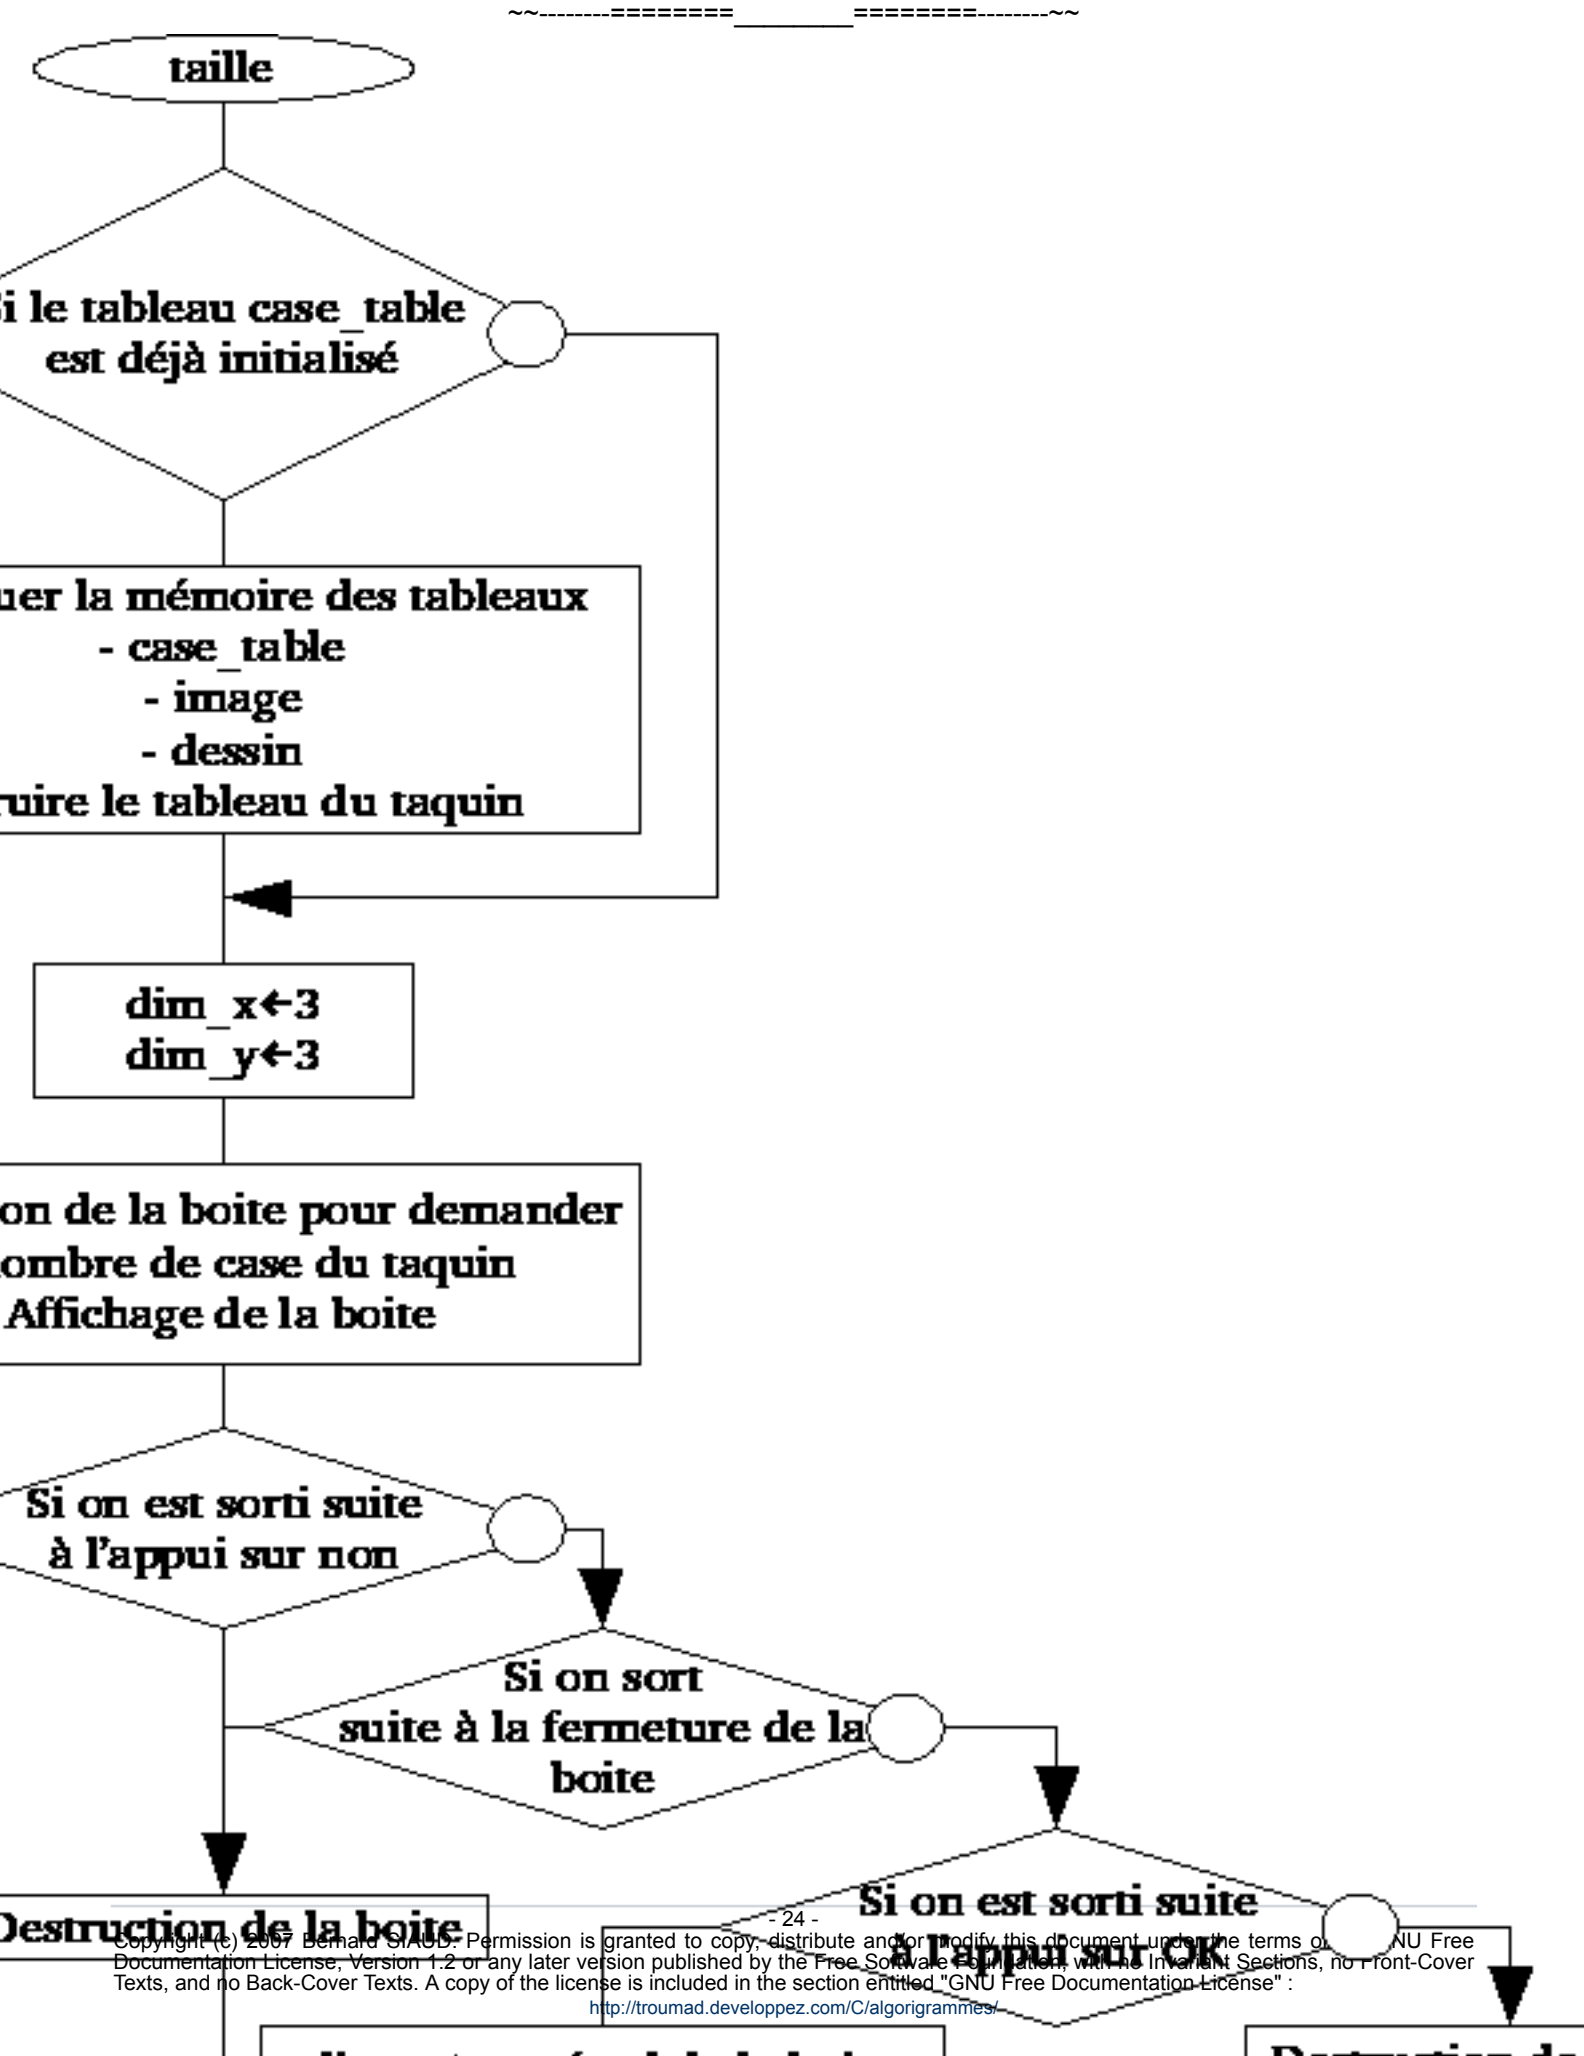 ~~--------========________========--------~~
taille
i le tableau case_table
est déjà initialisé
uer la mémoire des tableaux
- case_table
- image
- dessin
ruire le tableau du taquin
dim_x←3
dim_y←3
on de la boite pour demander
ombre de case du taquin
Affichage de la boite
Si on est sorti suite
à l'appui sur non
Si on sort
suite à la fermeture de la
boite
Si on est sorti suite
à l'appui sur OK
Destruction de la boite
- 24 -
Copyright (c) 2007 Bernard SIAUD. Permission is granted to copy, distribute and/or modify this document under the terms o NU Free
Documentation License, Version 1.2 or any later version published by the Free Software Foundation; with no Invariant Sections, no Front-Cover
Texts, and no Back-Cover Texts. A copy of the license is included in the section entitled "GNU Free Documentation License" :
http://troumad.developpez.com/C/algorigrammes/
Destruction de